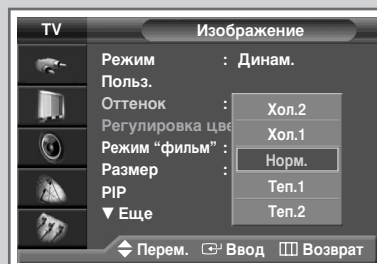 TV Изображение
Режим : Динам.
Польз.
Оттенок :
Регулировка цве
Режим “фильм” :
Размер :
PIP
▼ Еще
Хол.2
Хол.1
Норм.
Теп.1
Теп.2
Перем. Ввод Возврат